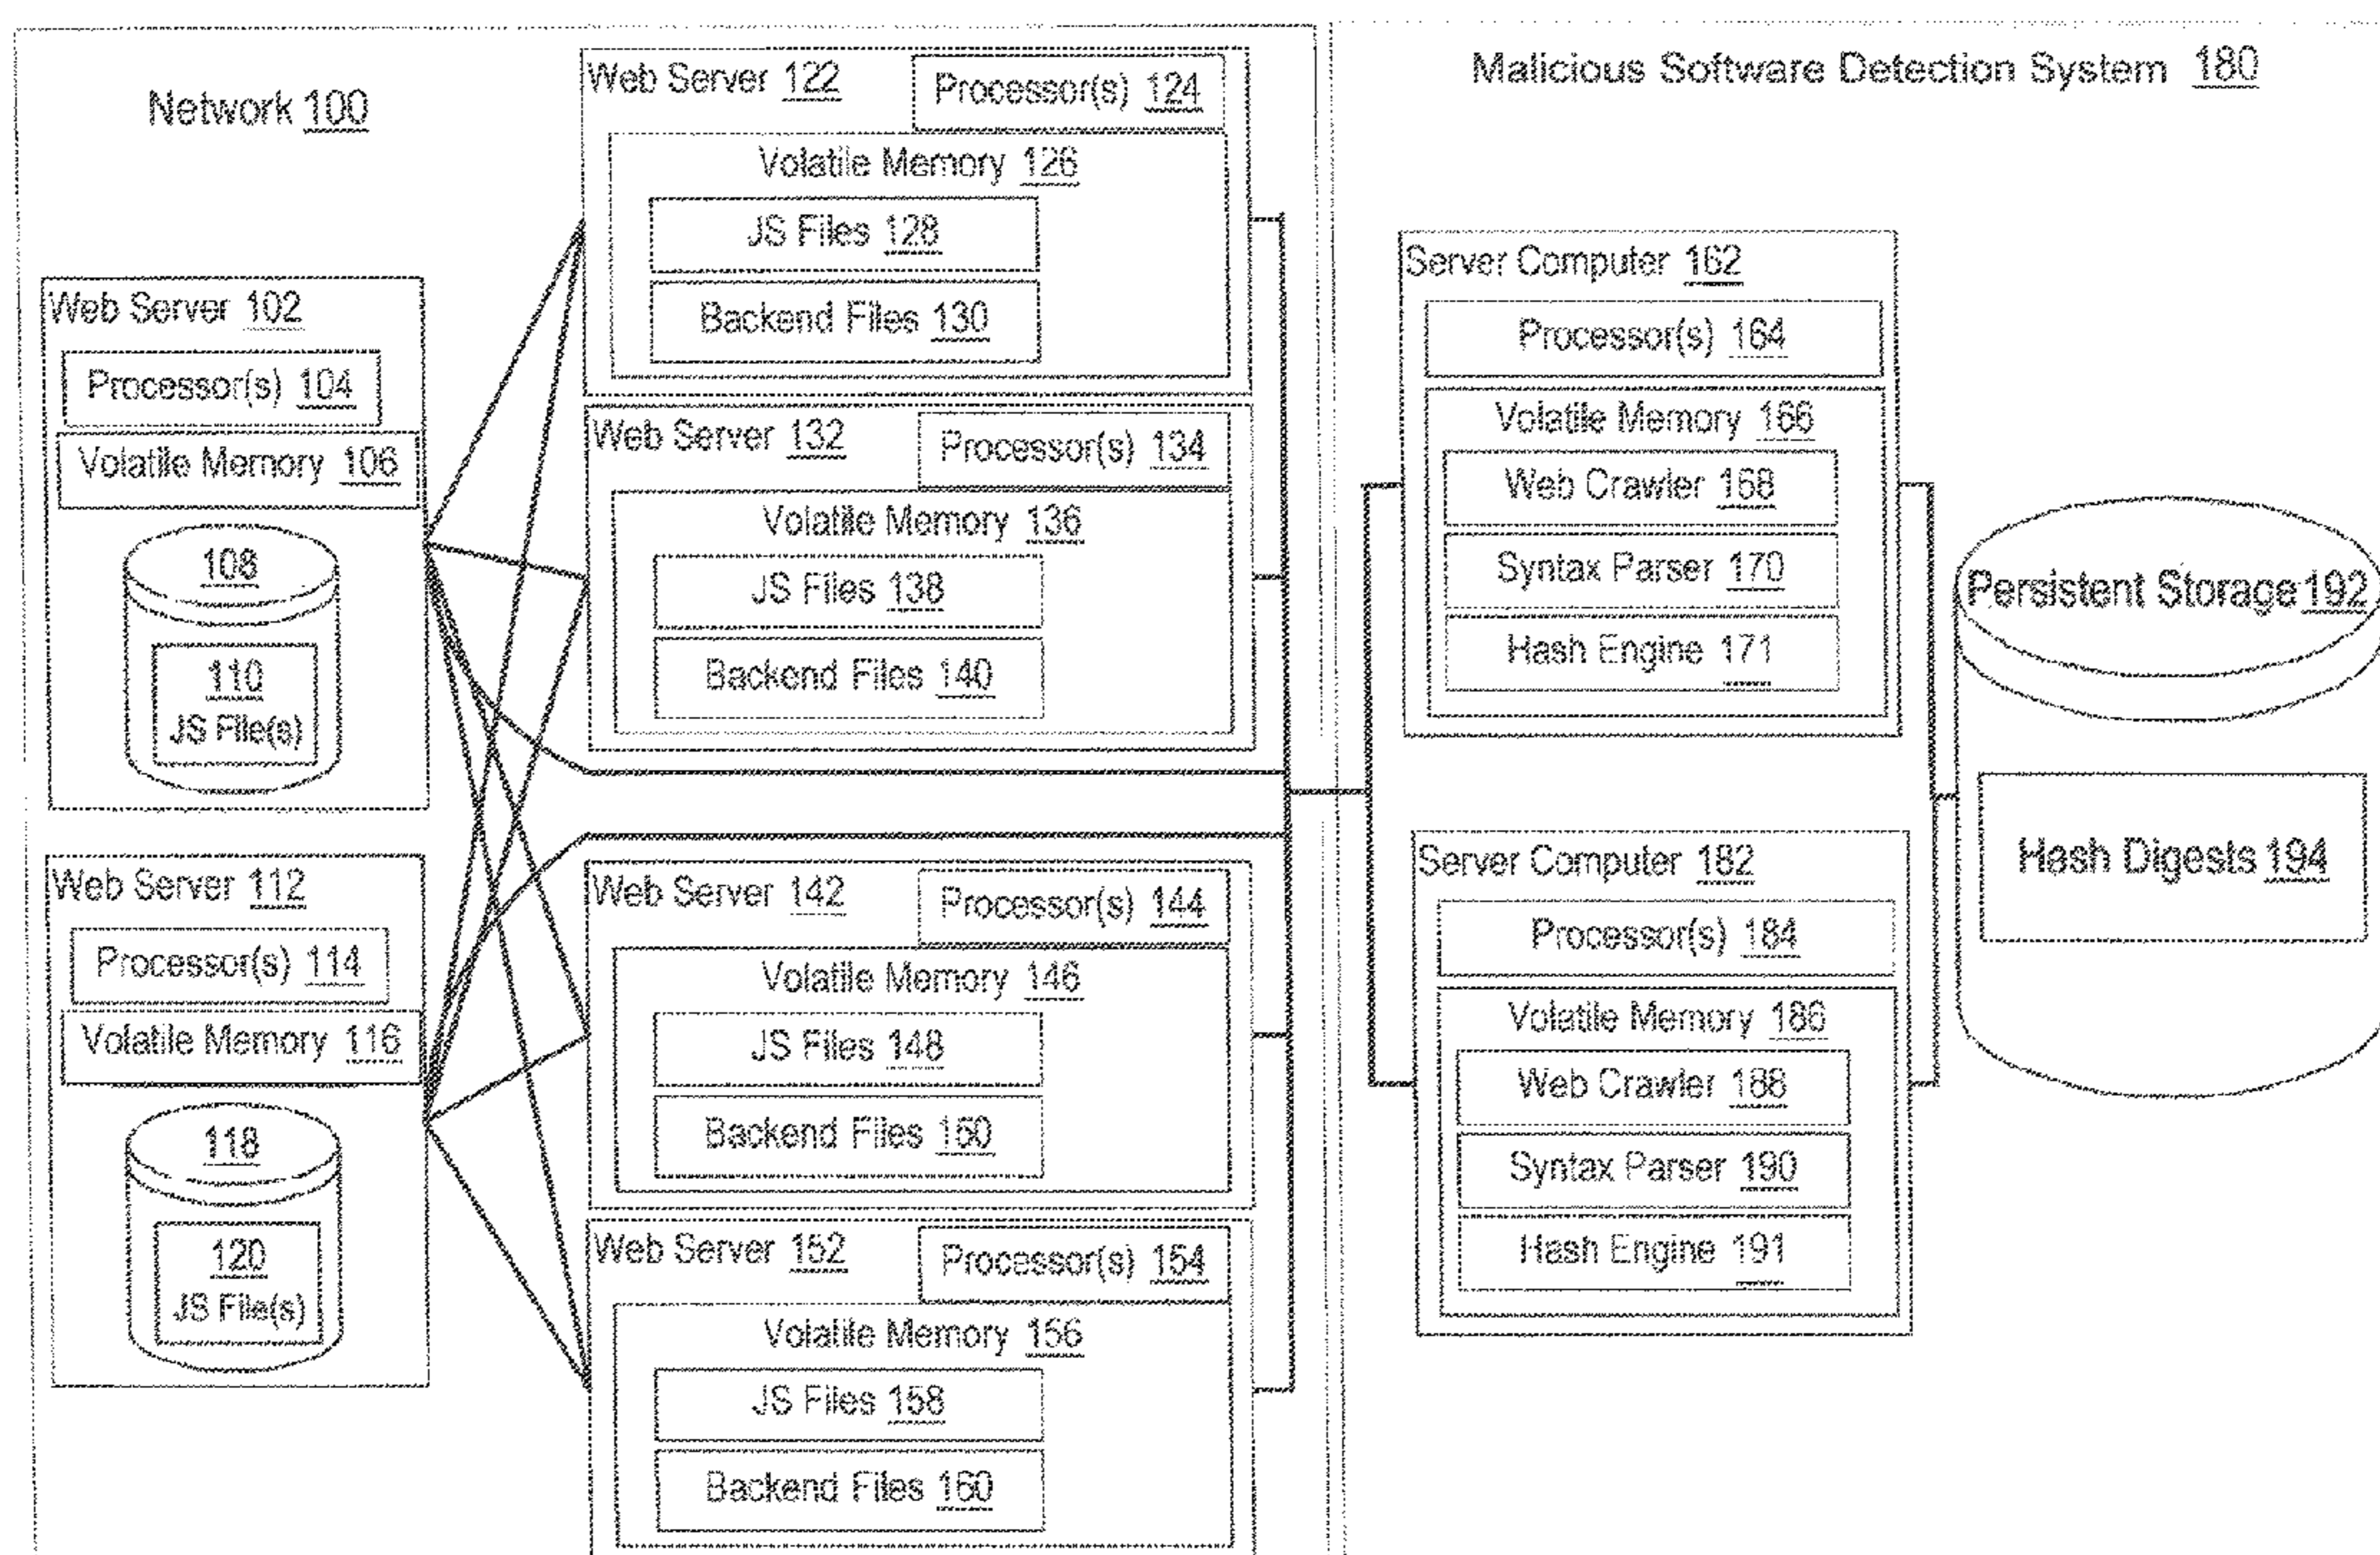 Network 100
Web Server 102
Processor(s) 104
Volatile Memory 106
108
110
JS File(s)
Web Server 112
Processor(s) 114
Volatile Memory 116
118
120
JS File(s)
Web Server 122
Processor(s) 124
Volatile Memory 126
JS Files 128
Backend Files 130
Web Server 132
Processor(s) 134
Volatile Memory 136
JS Files 138
Backend Files 140
Web Server 142
Processor(s) 144
Volatile Memory 146
JS Files 148
Backend Files 150
Web Server 152
Processor(s) 154
Volatile Memory 156
JS Files 158
Backend Files 160
Malicious Software Detection System 180
Server Computer 162
Processor(s) 164
Volatile Memory 166
Web Crawler 168
Syntax Parser 170
Hash Engine 171
Server Computer 182
Processor(s) 184
Volatile Memory 186
Web Crawler 188
Syntax Parser 190
Hash Engine 191
Persistent Storage 192
Hash Digests 194